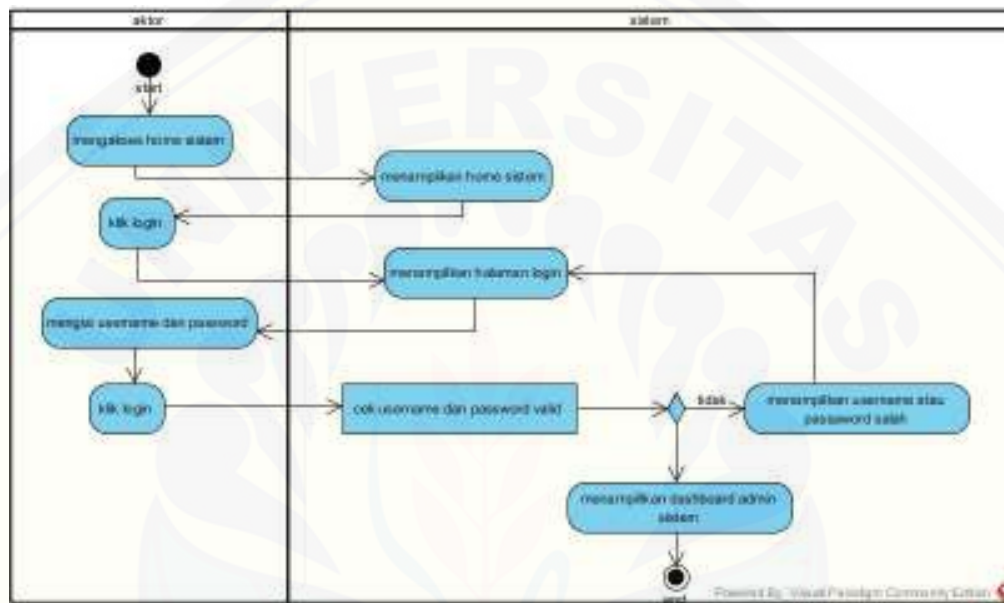 aktor
sistem
start
mengakses home sistem
menampilkan home sistem
klik login
menampilkan halaman login
mengisi username dan password
klik login
cek username dan password valid
tidak
menampilkan username atau
password salah
menampilkan dashboard admin
sistem
end
Powered By Visual Paradigm Community Edition
UNIVERSITAS